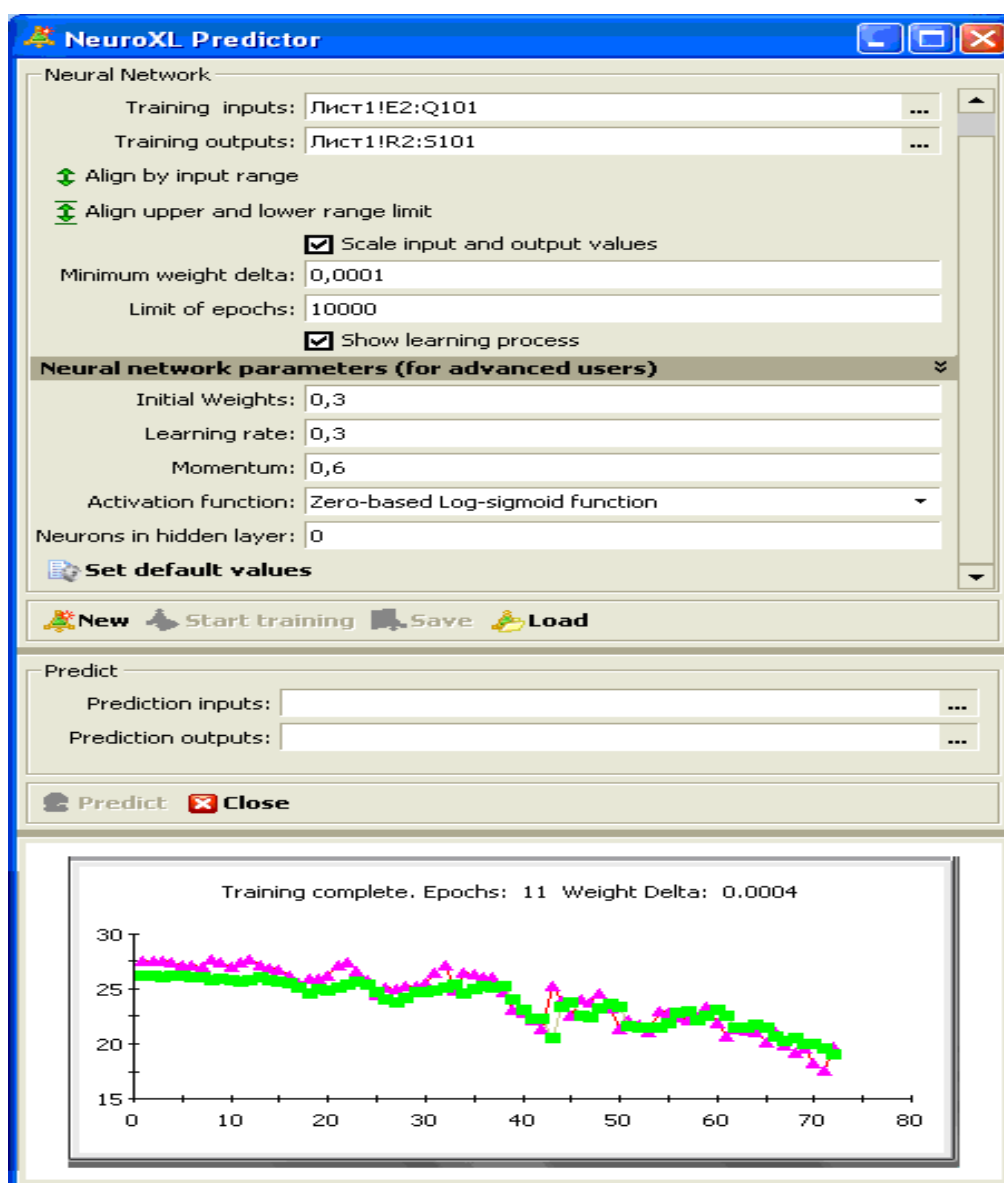 NeuroXL Predictor
Neural Network
Training inputs: Лист1!E2:Q101 ...
Training outputs: Лист1!R2:S101 ...
Align by input range
Align upper and lower range limit
Scale input and output values
Minimum weight delta: 0,0001
Limit of epochs: 10000
Show learning process
Neural network parameters (for advanced users)
Initial Weights: 0,3
Learning rate: 0,3
Momentum: 0,6
Activation function: Zero-based Log-sigmoid function
Neurons in hidden layer: 0
Set default values
New Start training Save Load
Predict
Prediction inputs: ...
Prediction outputs: ...
Predict Close
Training complete. Epochs: 11 Weight Delta: 0.0004
30
25
20
15
0 10 20 30 40 50 60 70 80